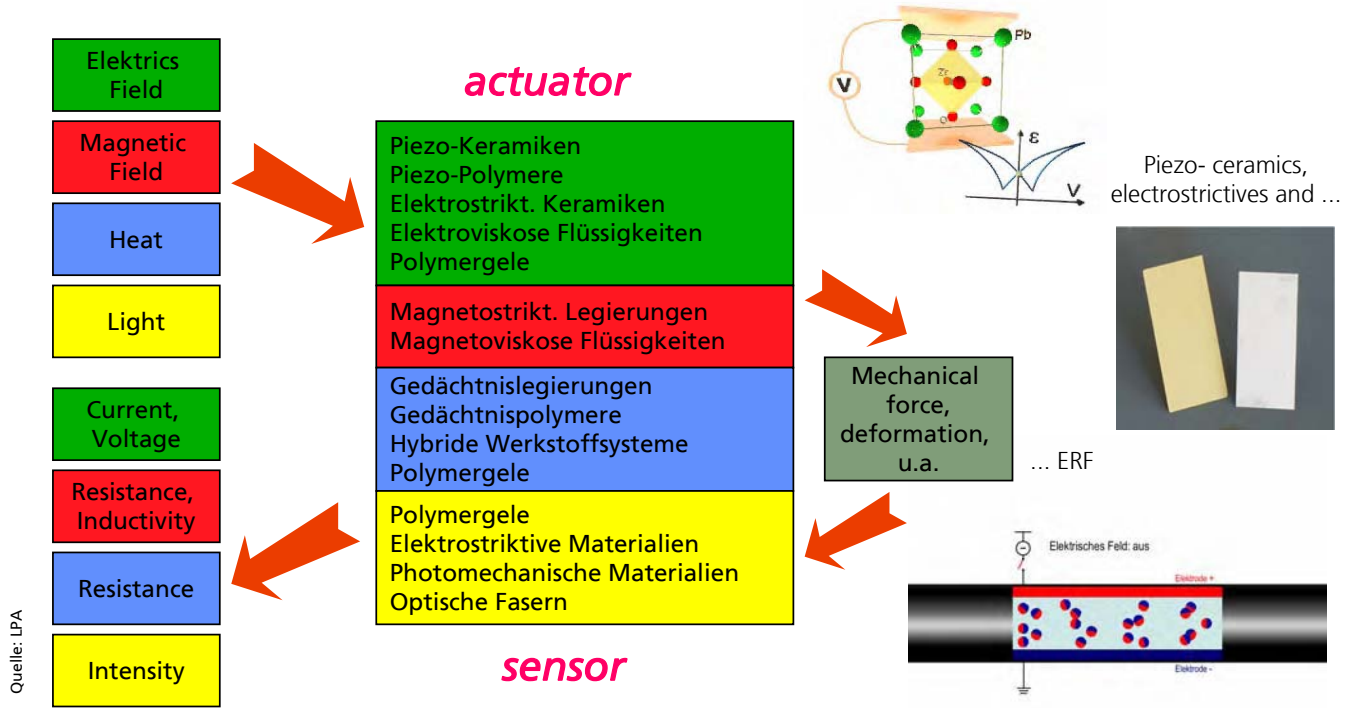 Elektrics
Field
Magnetic
Field
Heat
Light
Current,
Voltage
Resistance,
Inductivity
Resistance
Intensity
Quelle: LPA
actuator
Piezo-Keramiken
Piezo-Polymere
Elektrostrikt. Keramiken
Elektroviskose Flüssigkeiten
Polymergele
Magnetostrikt. Legierungen
Magnetoviskose Flüssigkeiten
Gedächtnislegierungen
Gedächtnispolymere
Hybride Werkstoffsysteme
Polymergele
Polymergele
Elektrostriktive Materialien
Photomechanische Materialien
Optische Fasern
sensor
Mechanical
force,
deformation,
u.a.
Pb
V
Zr
O
ε
V
Piezo- ceramics,
electrostrictives and ...
... ERF
Elektrisches Feld: aus
Elektrode +
Elektrode -